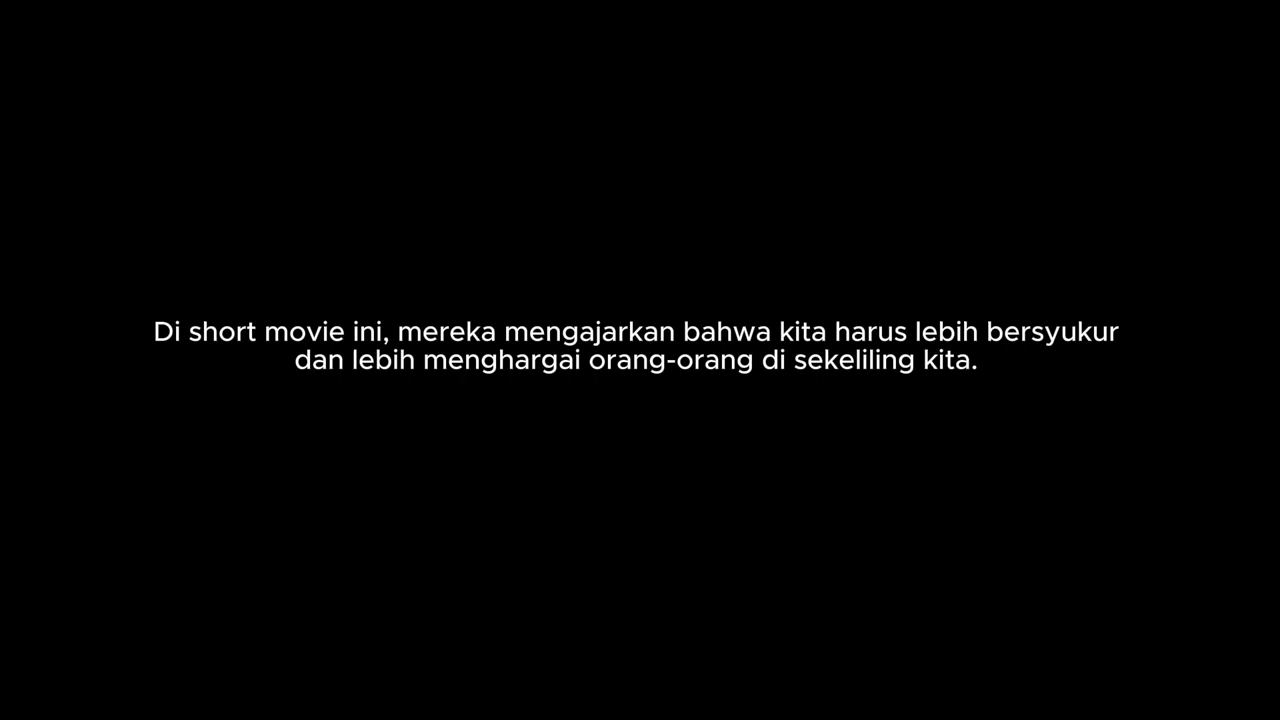 Di short movie ini, mereka mengajarkan bahwa kita harus lebih bersyukur
dan lebih menghargai orang-orang di sekeliling kita.